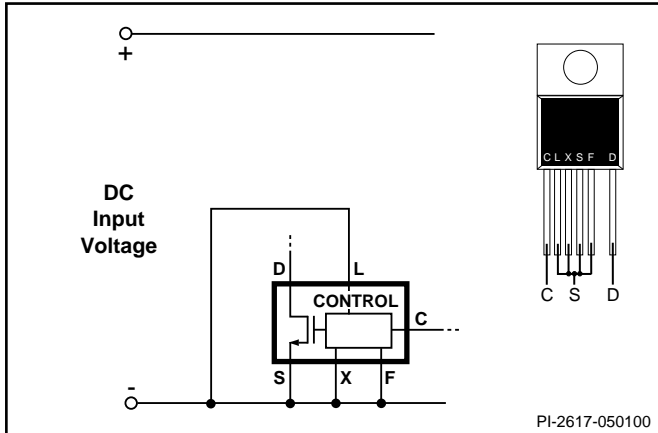 +
DC
Input
Voltage
D L
CONTROL
C
S X F
-
C L X S F D
C S D
PI-2617-050100